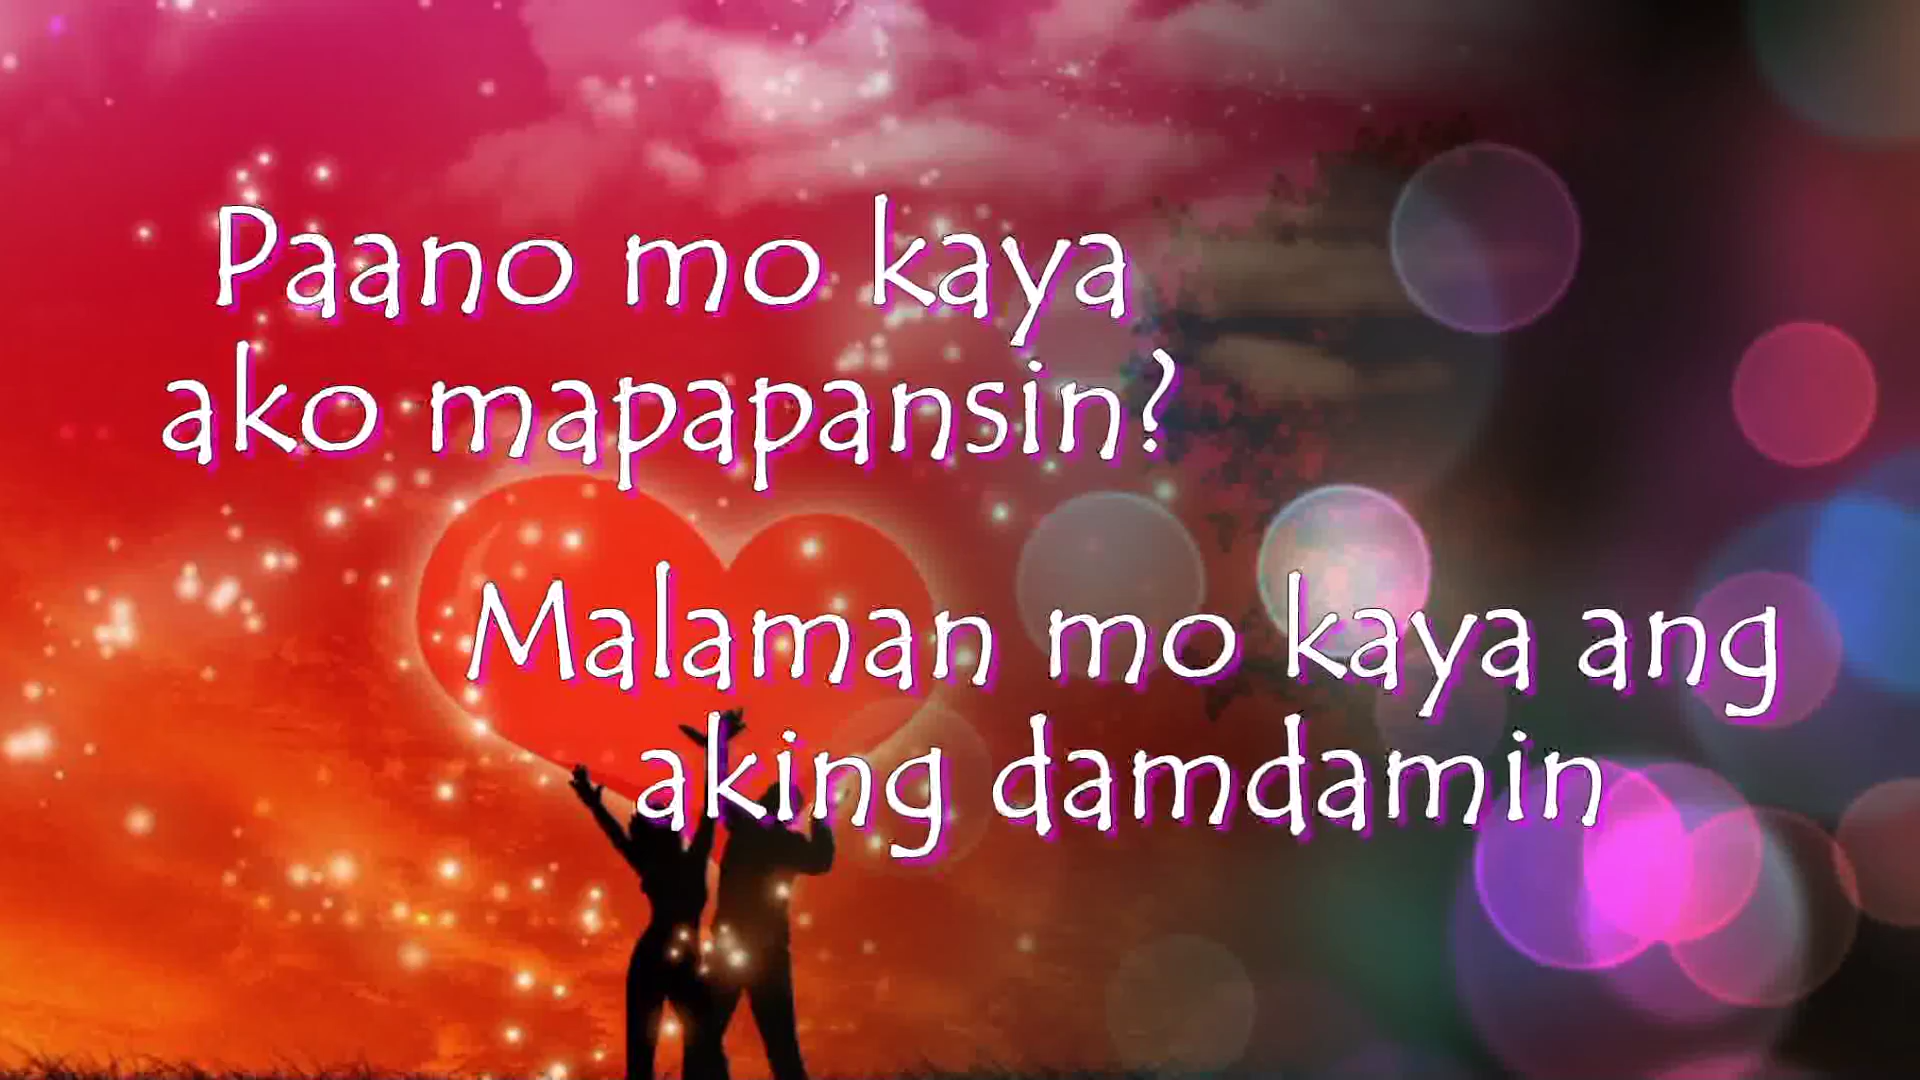 Paano mo kaya
ako mapapansin?
Malaman mo kaya ang
aking damdamin